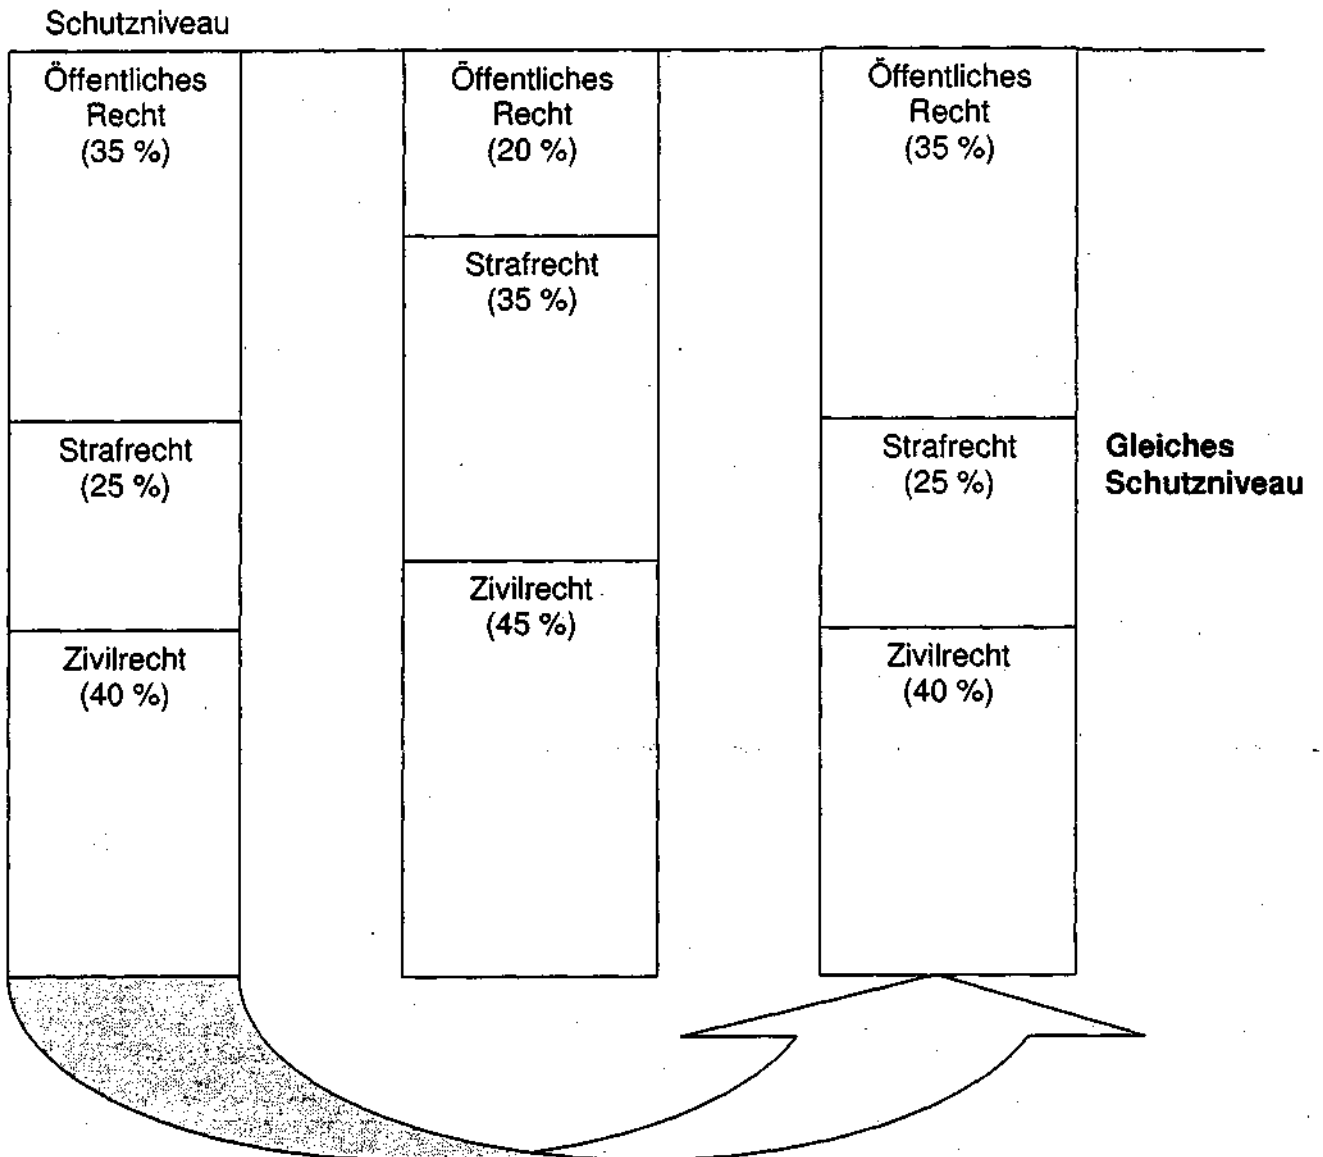 Schutzniveau
Öffentliches
Recht
(35 %)
Strafrecht
(25 %)
Zivilrecht
(40 %)
Öffentliches
Recht
(20 %)
Strafrecht
(35 %)
Zivilrecht
(45 %)
Öffentliches
Recht
(35 %)
Strafrecht
(25 %)
Zivilrecht
(40 %)
Gleiches
Schutzniveau